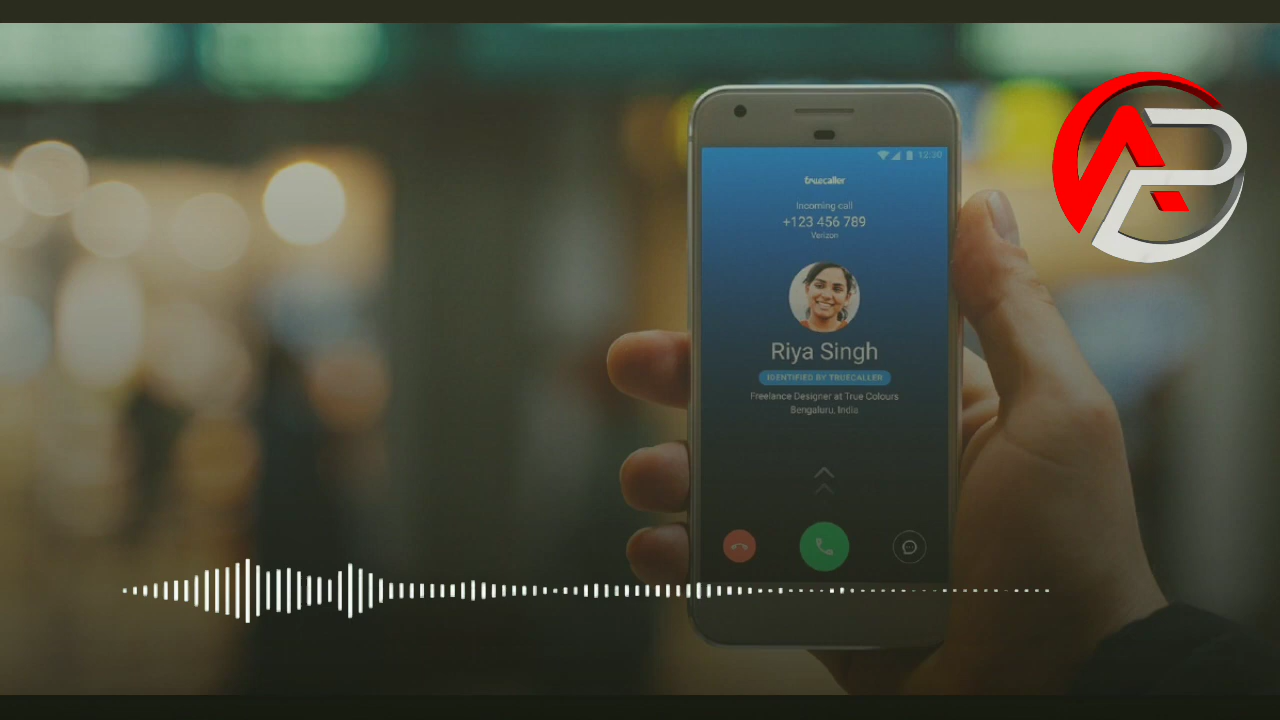 12:30
truecaller
Incoming call
+123 456 789
Verizon
Riya Singh
IDENTIFIED BY TRUECALLER
Freelance Designer at True Colours
Bengaluru, India